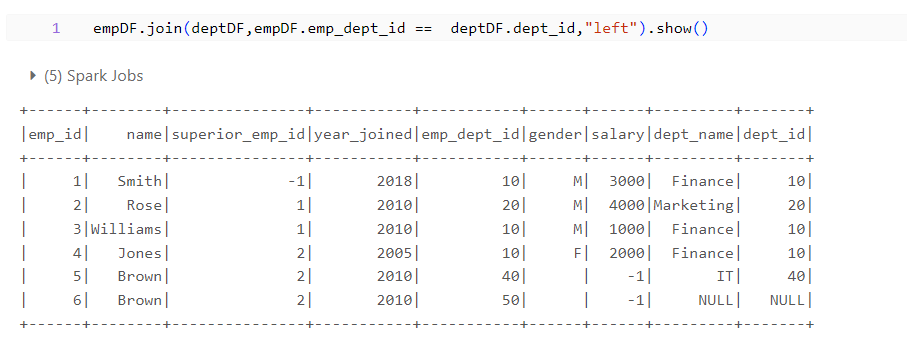 1 empDF.join(deptDF,empDF.emp_dept_id ==  deptDF.dept_id,"left").show()
(5) Spark Jobs
+------+--------+---------------+-----------+-----------+------+------+---------+-------+
|emp_id|    name|superior_emp_id|year_joined|emp_dept_id|gender|salary|dept_name|dept_id|
+------+--------+---------------+-----------+-----------+------+------+---------+-------+
|     1|   Smith|             -1|       2018|         10|     M|  3000|  Finance|     10|
|     2|    Rose|              1|       2010|         20|     M|  4000|Marketing|     20|
|     3|Williams|              1|       2010|         10|     M|  1000|  Finance|     10|
|     4|   Jones|              2|       2005|         10|     F|  2000|  Finance|     10|
|     5|   Brown|              2|       2010|         40|      |    -1|       IT|     40|
|     6|   Brown|              2|       2010|         50|      |    -1|     NULL|   NULL|
+------+--------+---------------+-----------+-----------+------+------+---------+-------+